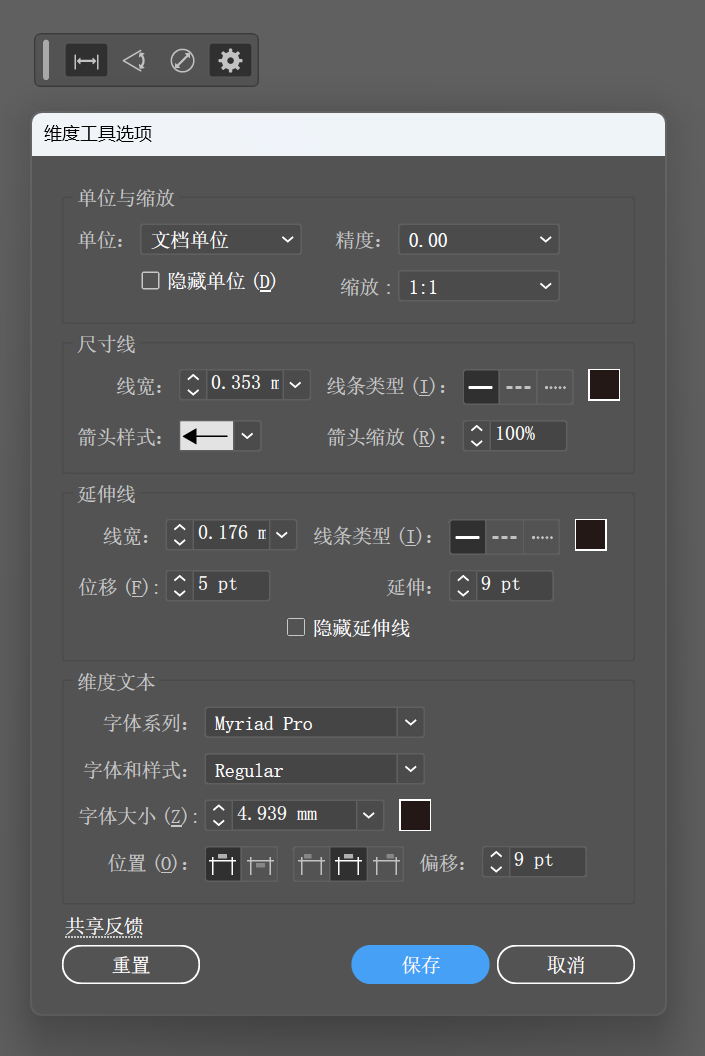 维度工具选项
单位与缩放
单位： 文档单位 精度： 0.00
隐藏单位 (D) 缩放： 1:1
尺寸线
线宽： 0.353 m 线条类型 (I)：
箭头样式： 箭头缩放 (R)： 100%
延伸线
线宽： 0.176 m 线条类型 (I)：
位移 (F)： 5 pt 延伸： 9 pt
隐藏延伸线
维度文本
字体系列： Myriad Pro
字体和样式： Regular
字体大小 (Z)： 4.939 mm
位置 (O)： 偏移： 9 pt
共享反馈
重置 保存 取消